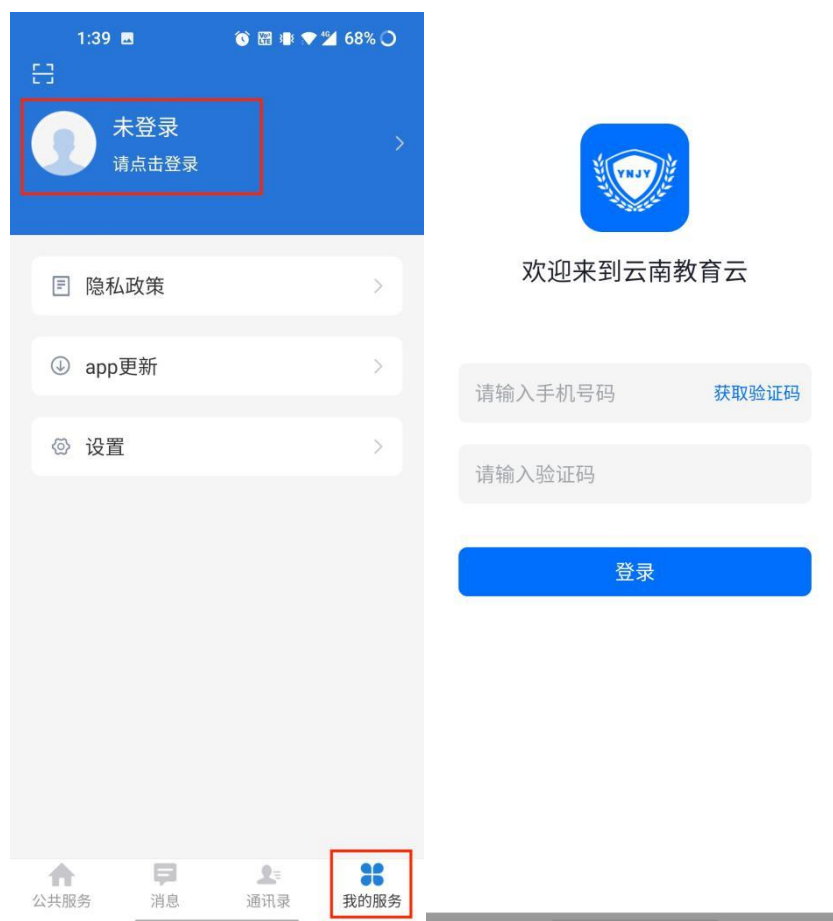 1:39
4G
68%
未登录
请点击登录
隐私政策
app更新
设置
公共服务
消息
通讯录
我的服务
YNJY
欢迎来到云南教育云
请输入手机号码
获取验证码
请输入验证码
登录